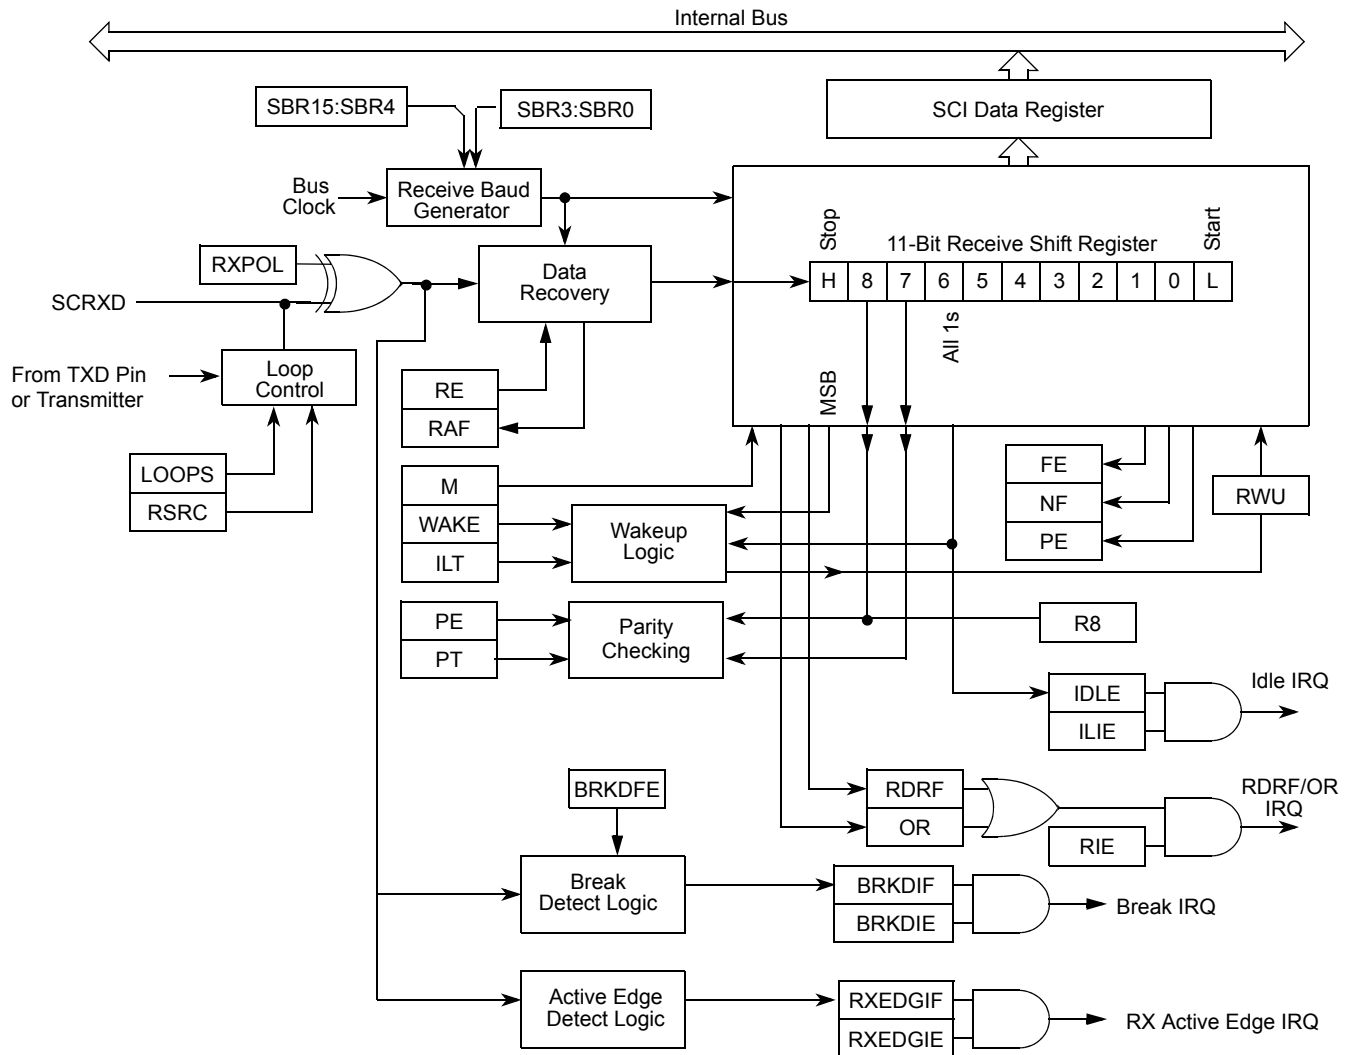 Internal Bus
SBR15:SBR4
SBR3:SBR0
SCI Data Register
Bus
Clock
Receive Baud
Generator
RXPOL
Data
Recovery
Stop
11-Bit Receive Shift Register
Start
H 8 7 6 5 4 3 2 1 0 L
SCRXD
All 1s
From TXD Pin
or Transmitter
Loop
Control
MSB
RE
RAF
LOOPS
RSRC
M
WAKE
ILT
Wakeup
Logic
FE
NF
PE
RWU
PE
PT
Parity
Checking
R8
IDLE
ILIE
Idle IRQ
BRKDFE
RDRF
OR
RIE
RDRF/OR
IRQ
Break
Detect Logic
BRKDIF
BRKDIE
Break IRQ
Active Edge
Detect Logic
RXEDGIF
RXEDGIE
RX Active Edge IRQ